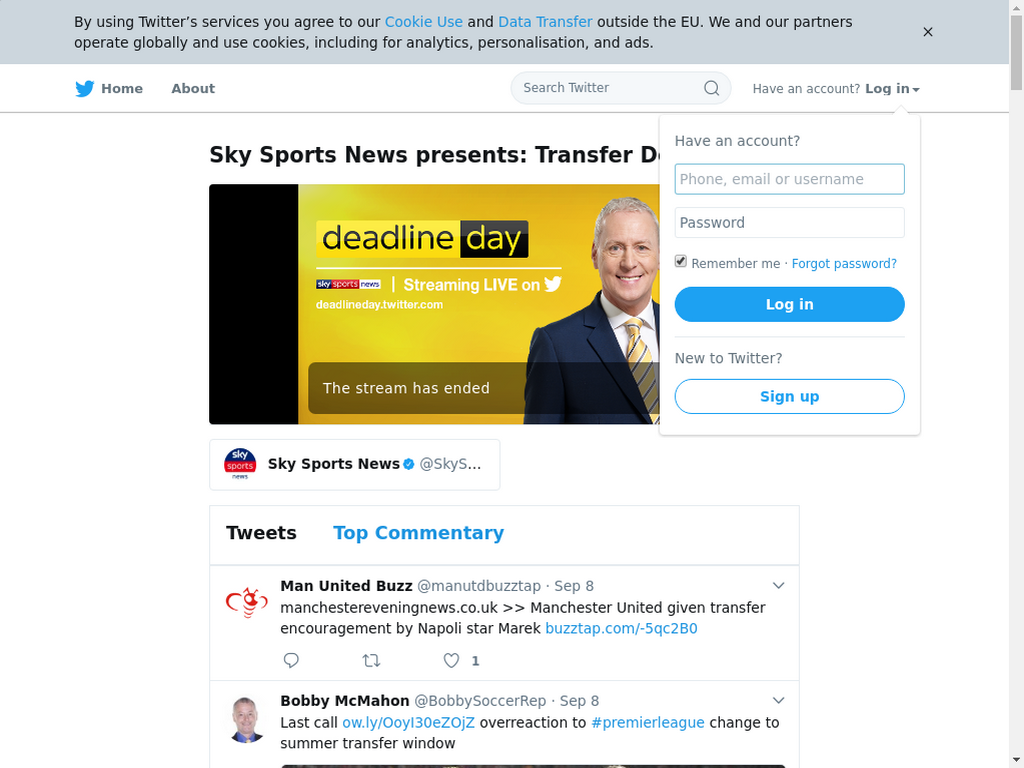 By using Twitter’s services you agree to our Cookie Use and Data Transfer outside the EU. We and our partners
operate globally and use cookies, including for analytics, personalisation, and ads.
Home
About
Search Twitter
Have an account? Log in
Have an account?
Phone, email or username
Password
Remember me · Forgot password?
Log in
New to Twitter?
Sign up
Sky Sports News presents: Transfer D
deadline day
sky sports news | Streaming LIVE on
deadlineday.twitter.com
The stream has ended
sky
sports
news
Sky Sports News @SkyS...
Tweets
Top Commentary
Man United Buzz @manutdbuzztap · Sep 8
manchestereveningnews.co.uk >> Manchester United given transfer
encouragement by Napoli star Marek buzztap.com/-5qc2B0
1
Bobby McMahon @BobbySoccerRep · Sep 8
Last call ow.ly/OoyI30eZOjZ overreaction to #premierleague change to
summer transfer window